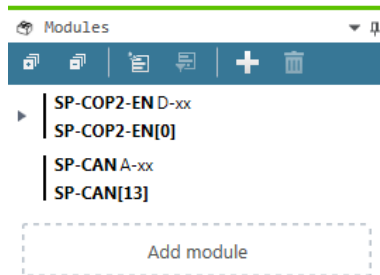 Modules
SP-COP2-EN D-xx
SP-COP2-EN[0]
SP-CAN A-xx
SP-CAN[13]
Add module